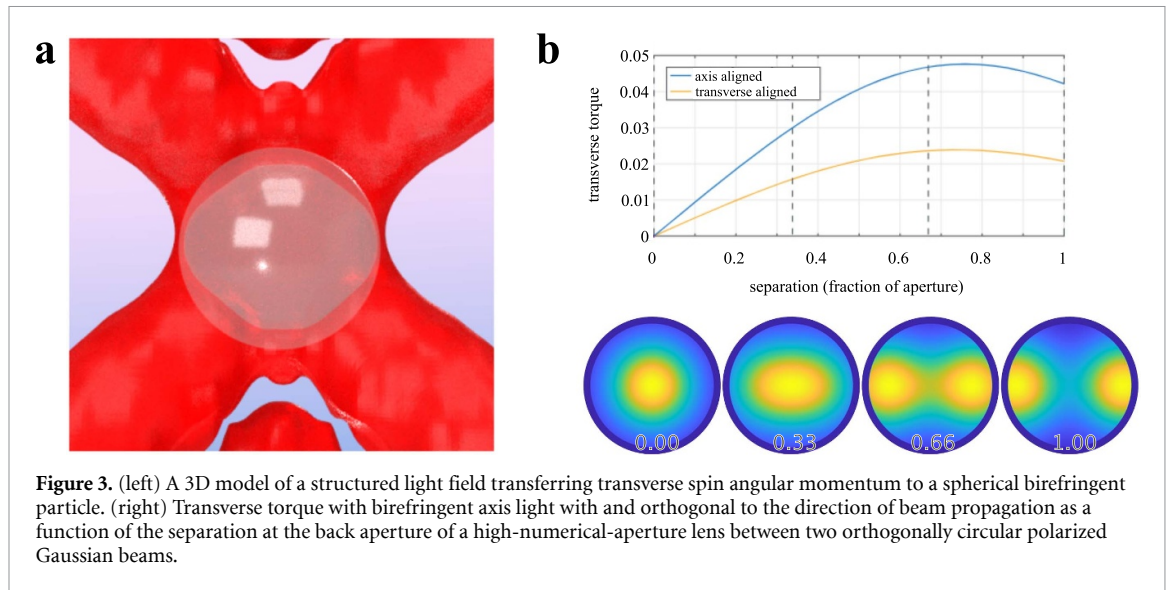 a
b
0.05
0.04
0.03
0.02
0.01
0
transverse torque
axis aligned
transverse aligned
0 0.2 0.4 0.6 0.8 1
separation (fraction of aperture)
0.00 0.33 0.66 1.00
Figure 3. (left) A 3D model of a structured light field transferring transverse spin angular momentum to a spherical birefringent
particle. (right) Transverse torque with birefringent axis light with and orthogonal to the direction of beam propagation as a
function of the separation at the back aperture of a high-numerical-aperture lens between two orthogonally circular polarized
Gaussian beams.